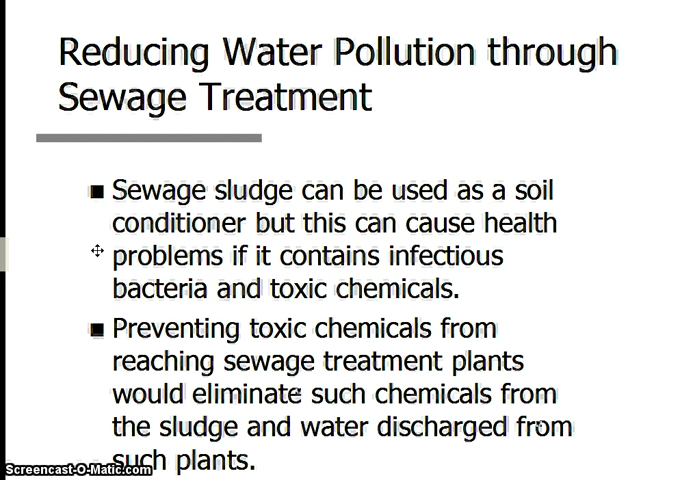 Reducing Water Pollution through
Sewage Treatment
Sewage sludge can be used as a soil
conditioner but this can cause health
problems if it contains infectious
bacteria and toxic chemicals.
Preventing toxic chemicals from
reaching sewage treatment plants
would eliminate such chemicals from
the sludge and water discharged from
such plants.
Screencast-O-Matic.com